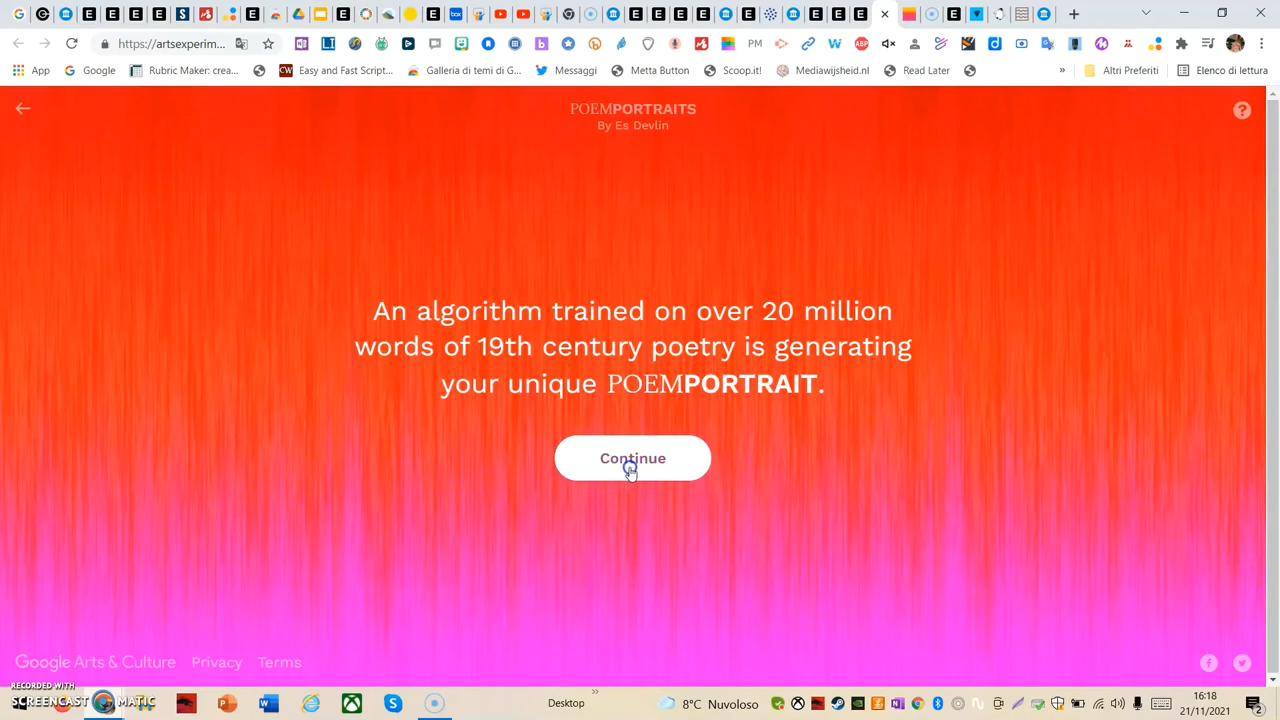 https://artsexperim...
PM
ABP
App
Google
Rubric Maker: crea...
Easy and Fast Script...
Galleria di temi di G...
Messaggi
Metta Button
Scoop.it!
Mediawijsheid.nl
Read Later
»
Altri Preferiti
Elenco di lettura
POEMPORTRAITS
By Es Devlin
?
An algorithm trained on over 20 million
words of 19th century poetry is generating
your unique POEMPORTRAIT.
Continue
Google Arts & Culture
Privacy
Terms
RECORDED WITH
SCREENCAST MATIC
Desktop
»
8°C Nuvoloso
16:18
21/11/2021
2